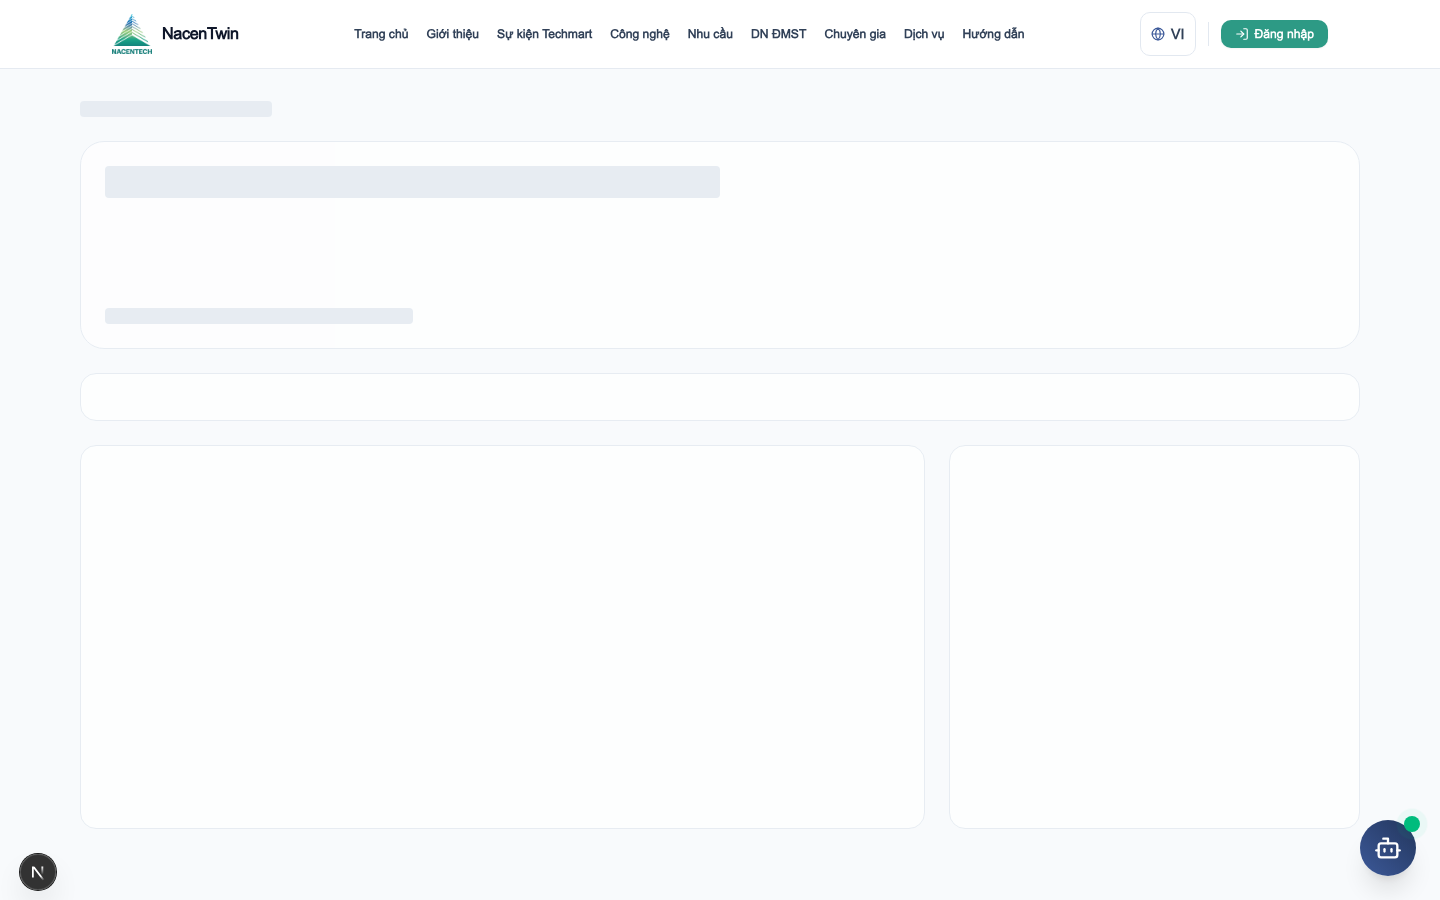 NACENTECH
NacenTwin
Trang chủ
Giới thiệu
Sự kiện Techmart
Công nghệ
Nhu cầu
DN ĐMST
Chuyên gia
Dịch vụ
Hướng dẫn
VI
Đăng nhập
N